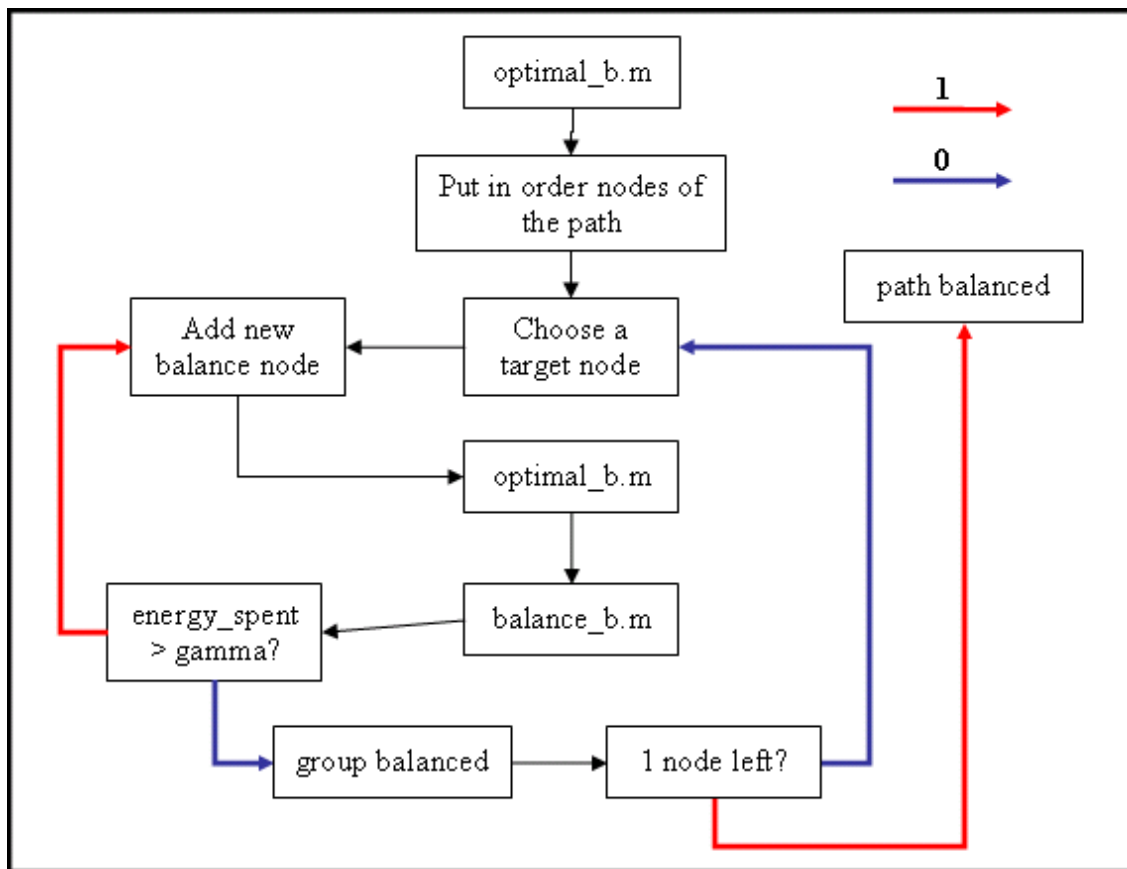 optimal_b.m
1
0
Put in order nodes of
the path
path balanced
Add new
balance node
Choose a
target node
optimal_b.m
energy_spent
> gamma?
balance_b.m
group balanced
1 node left?